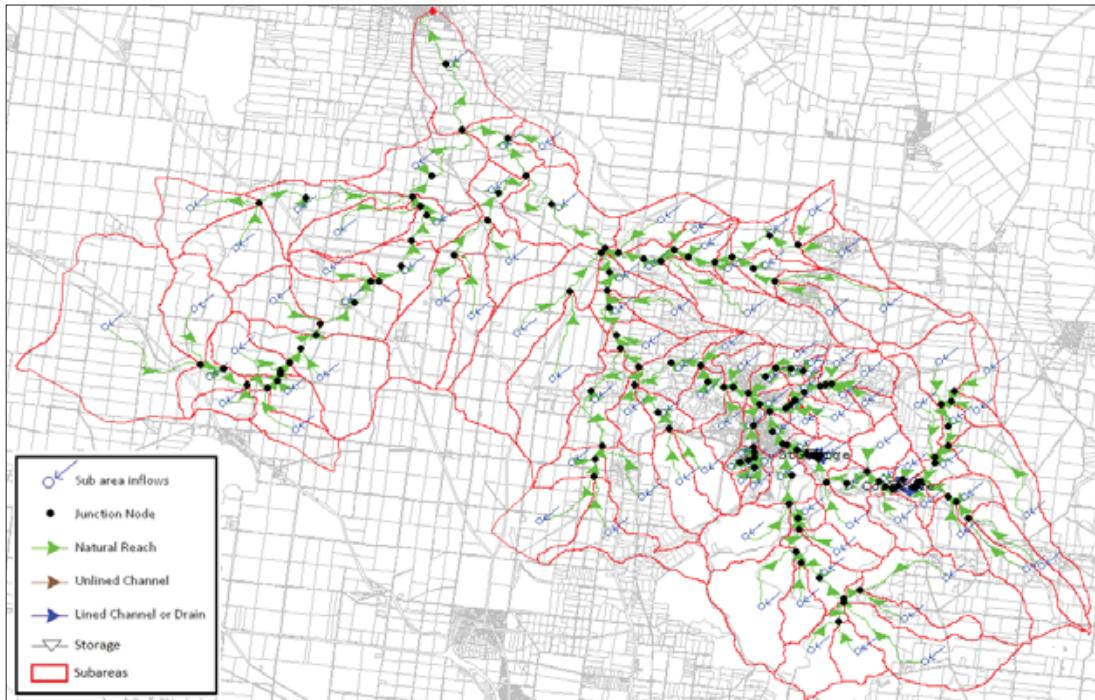 Sub area inflows
Junction Node
Natural Reach
Unlined Channel
Lined Channel or Drain
Storage
Subareas